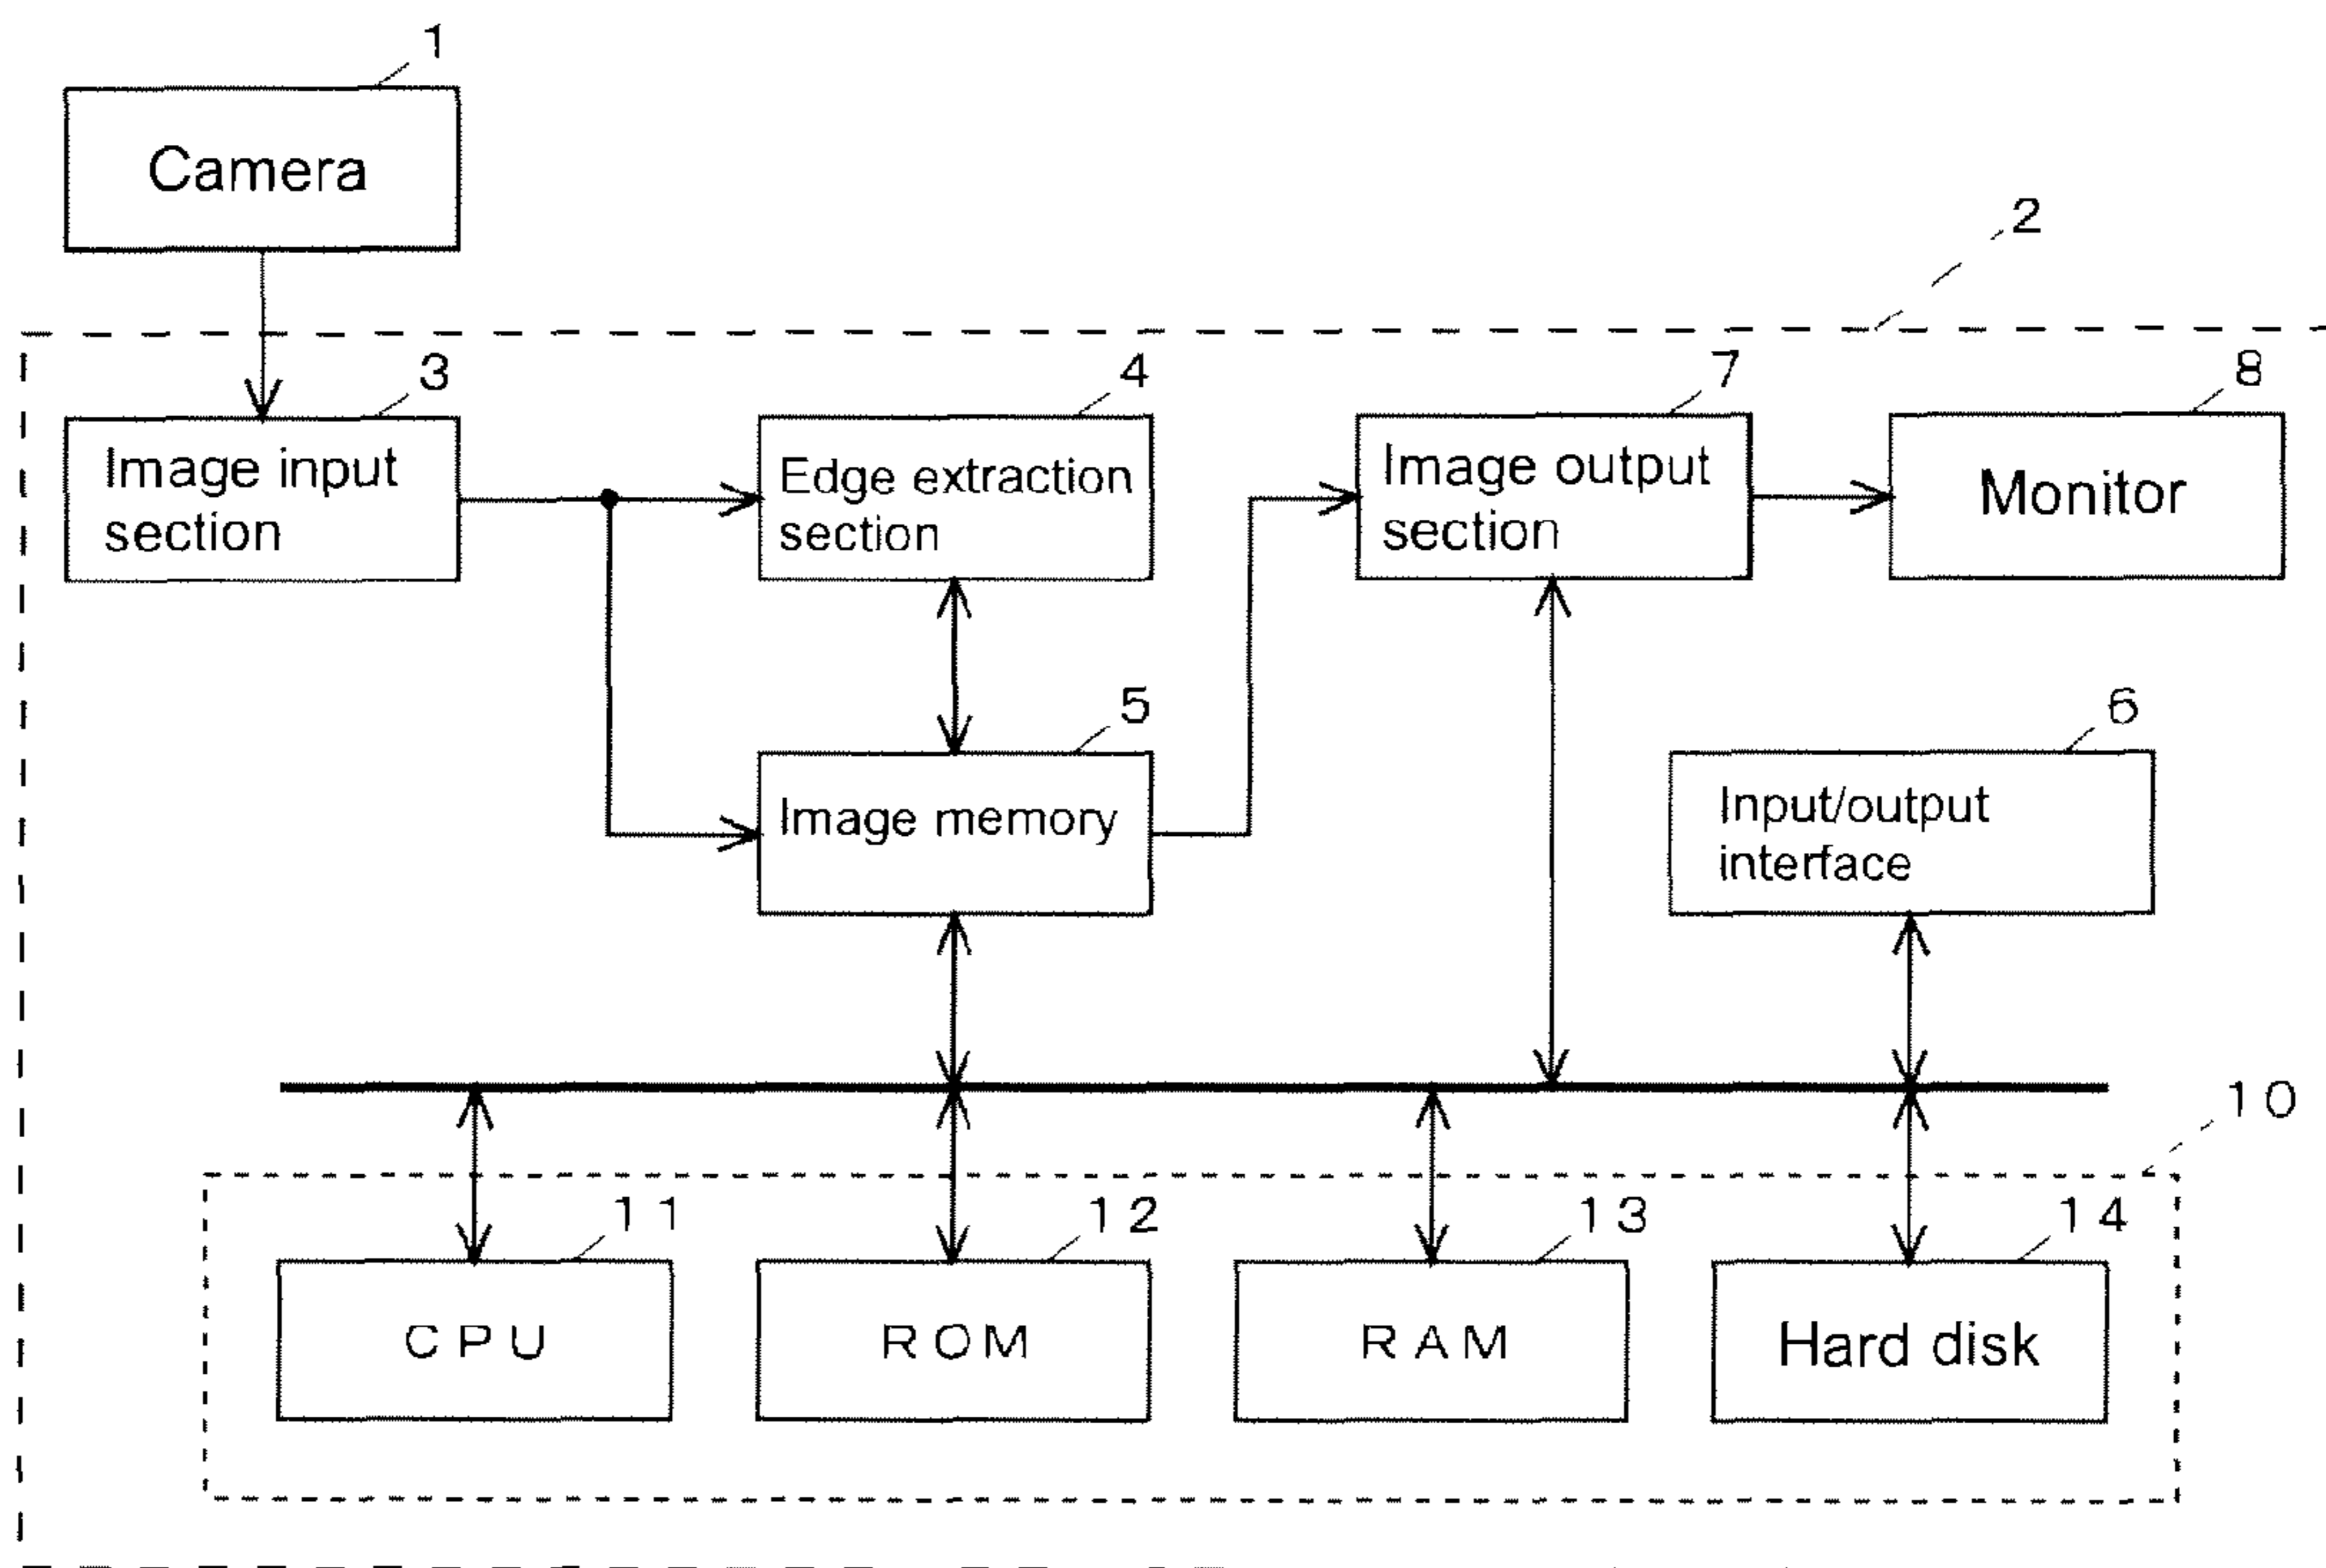 1
Camera
2
3
Image input
section
4
Edge extraction
section
7
Image output
section
8
Monitor
5
Image memory
6
Input/output
interface
10
11
CPU
12
ROM
13
RAM
14
Hard disk